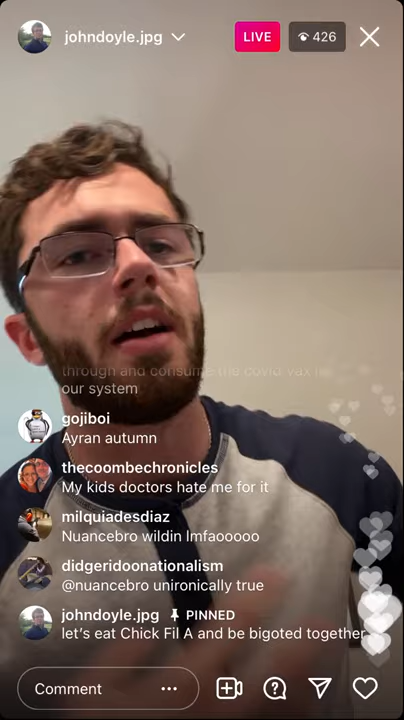 johndoyle.jpg
LIVE
426
through and consume the covid vax in
our system
gojiboi
Ayran autumn
thecoombechronicles
My kids doctors hate me for it
milquiadesdiaz
Nuancebro wildin lmfaooooo
didgeridoonationalism
@nuancebro unironically true
johndoyle.jpg PINNED
let's eat Chick Fil A and be bigoted together
Comment